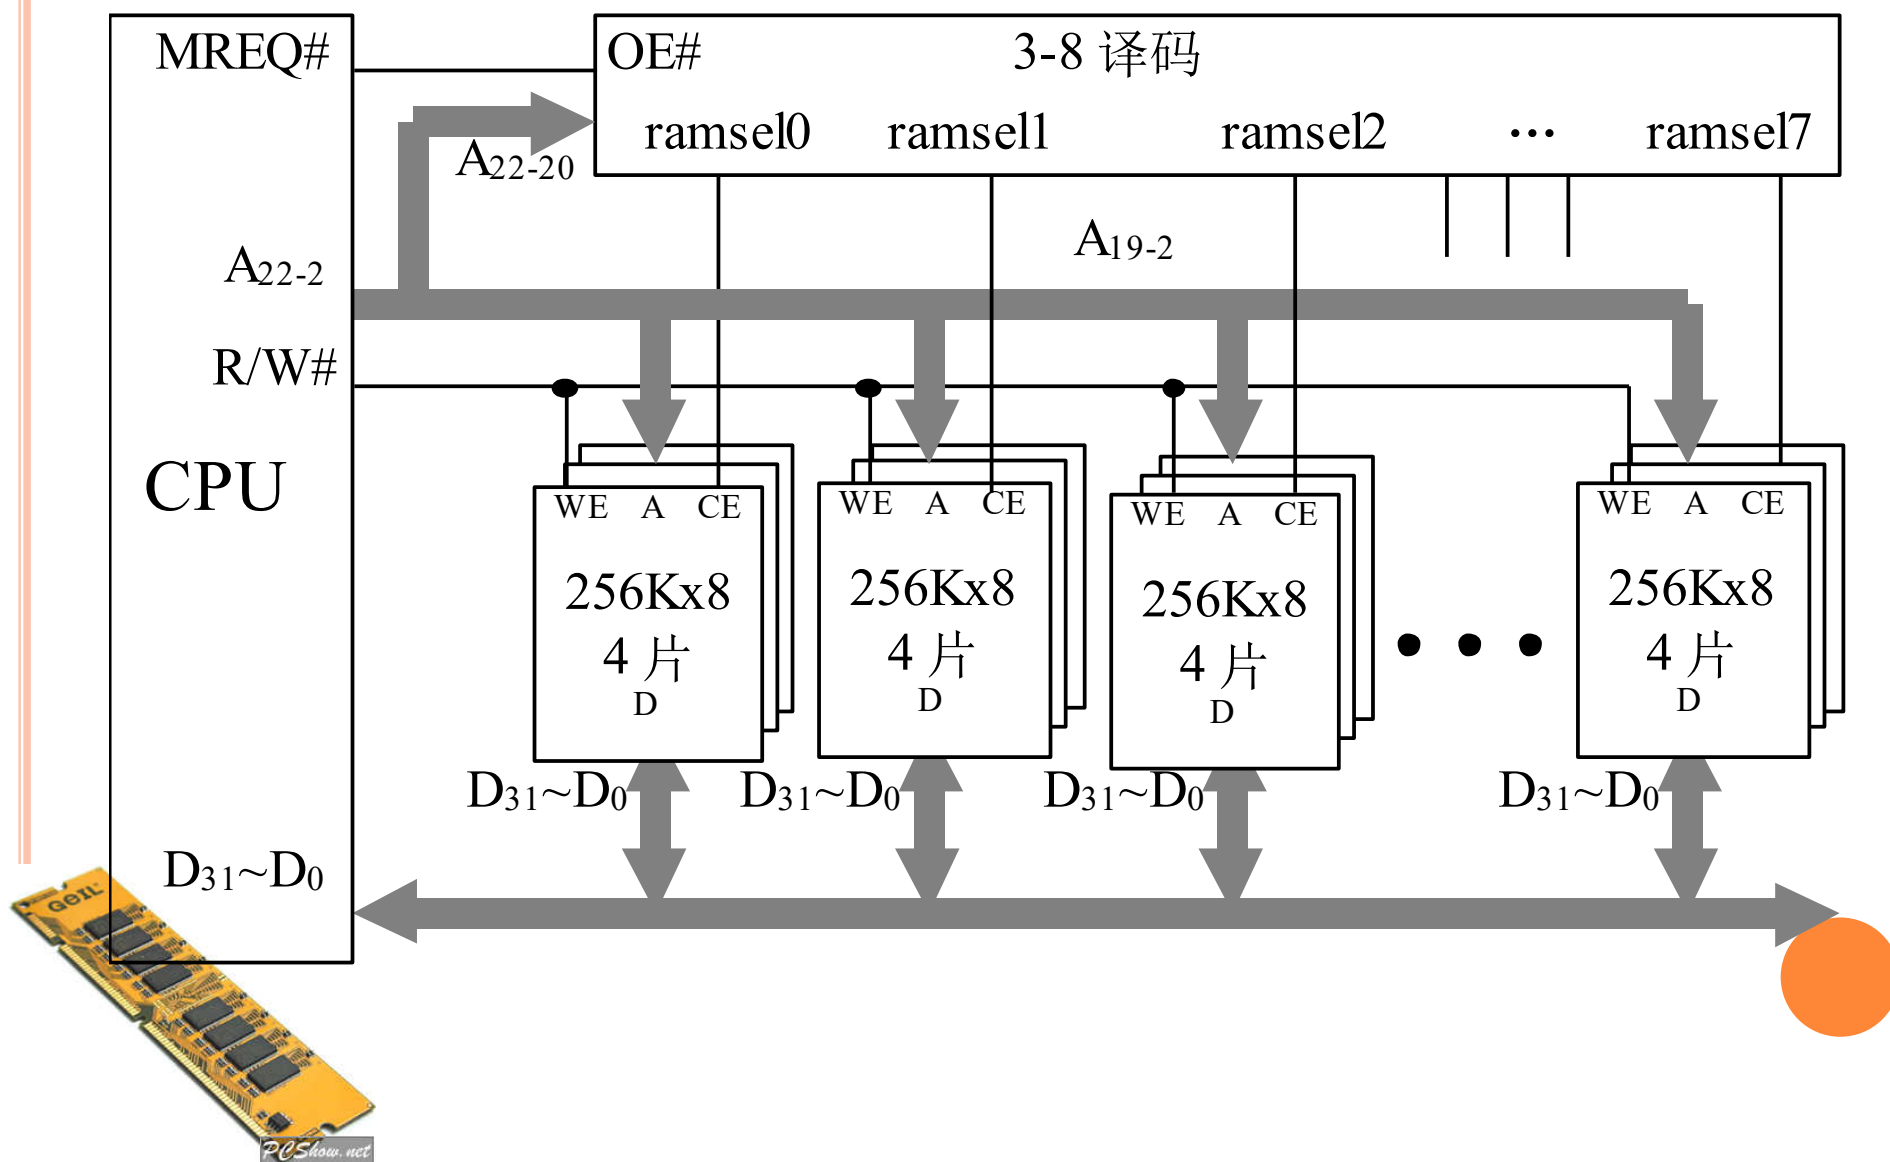 MREQ#
OE#
3-8 译码
ramsel0 ramsel1 ramsel2 ... ramsel7
A22-20
A19-2
A22-2
R/W#
CPU
WE A CE
256Kx8
4 片
D
WE A CE
256Kx8
4 片
D
WE A CE
256Kx8
4 片
D
WE A CE
256Kx8
4 片
D
D31~D0 D31~D0 D31~D0 D31~D0
D31~D0
GeIL
PCShow.net